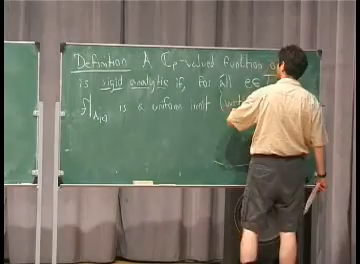 Definition A ℂp-valued function o
is rigid analytic if, for all e∈T
f|A[e] is a uniform limit (